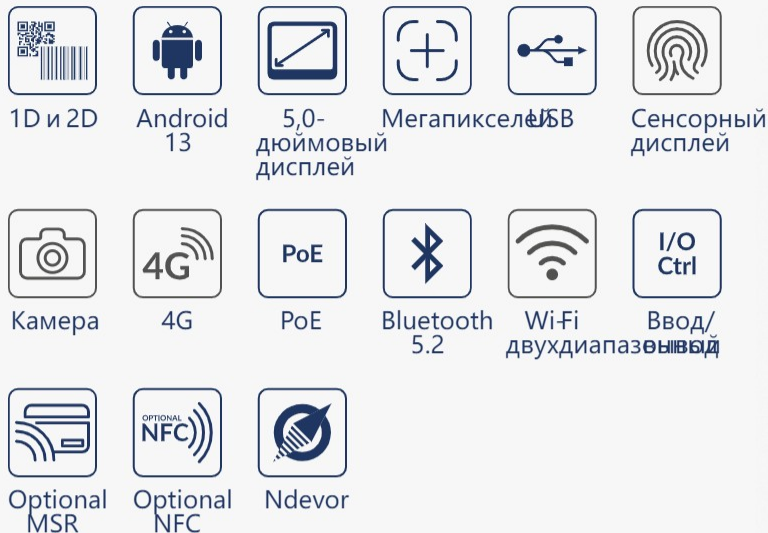 1D и 2D
Android
13
5,0-
дюймовый
дисплей
Мегапикселей
USB
Сенсорный
дисплей
4G
PoE
I/O
Ctrl
Камера
4G
PoE
Bluetooth
5.2
Wi-Fi
двухдиапазонный
Ввод/
вывод
OPTIONAL
NFC
Optional
MSR
Optional
NFC
Ndevor